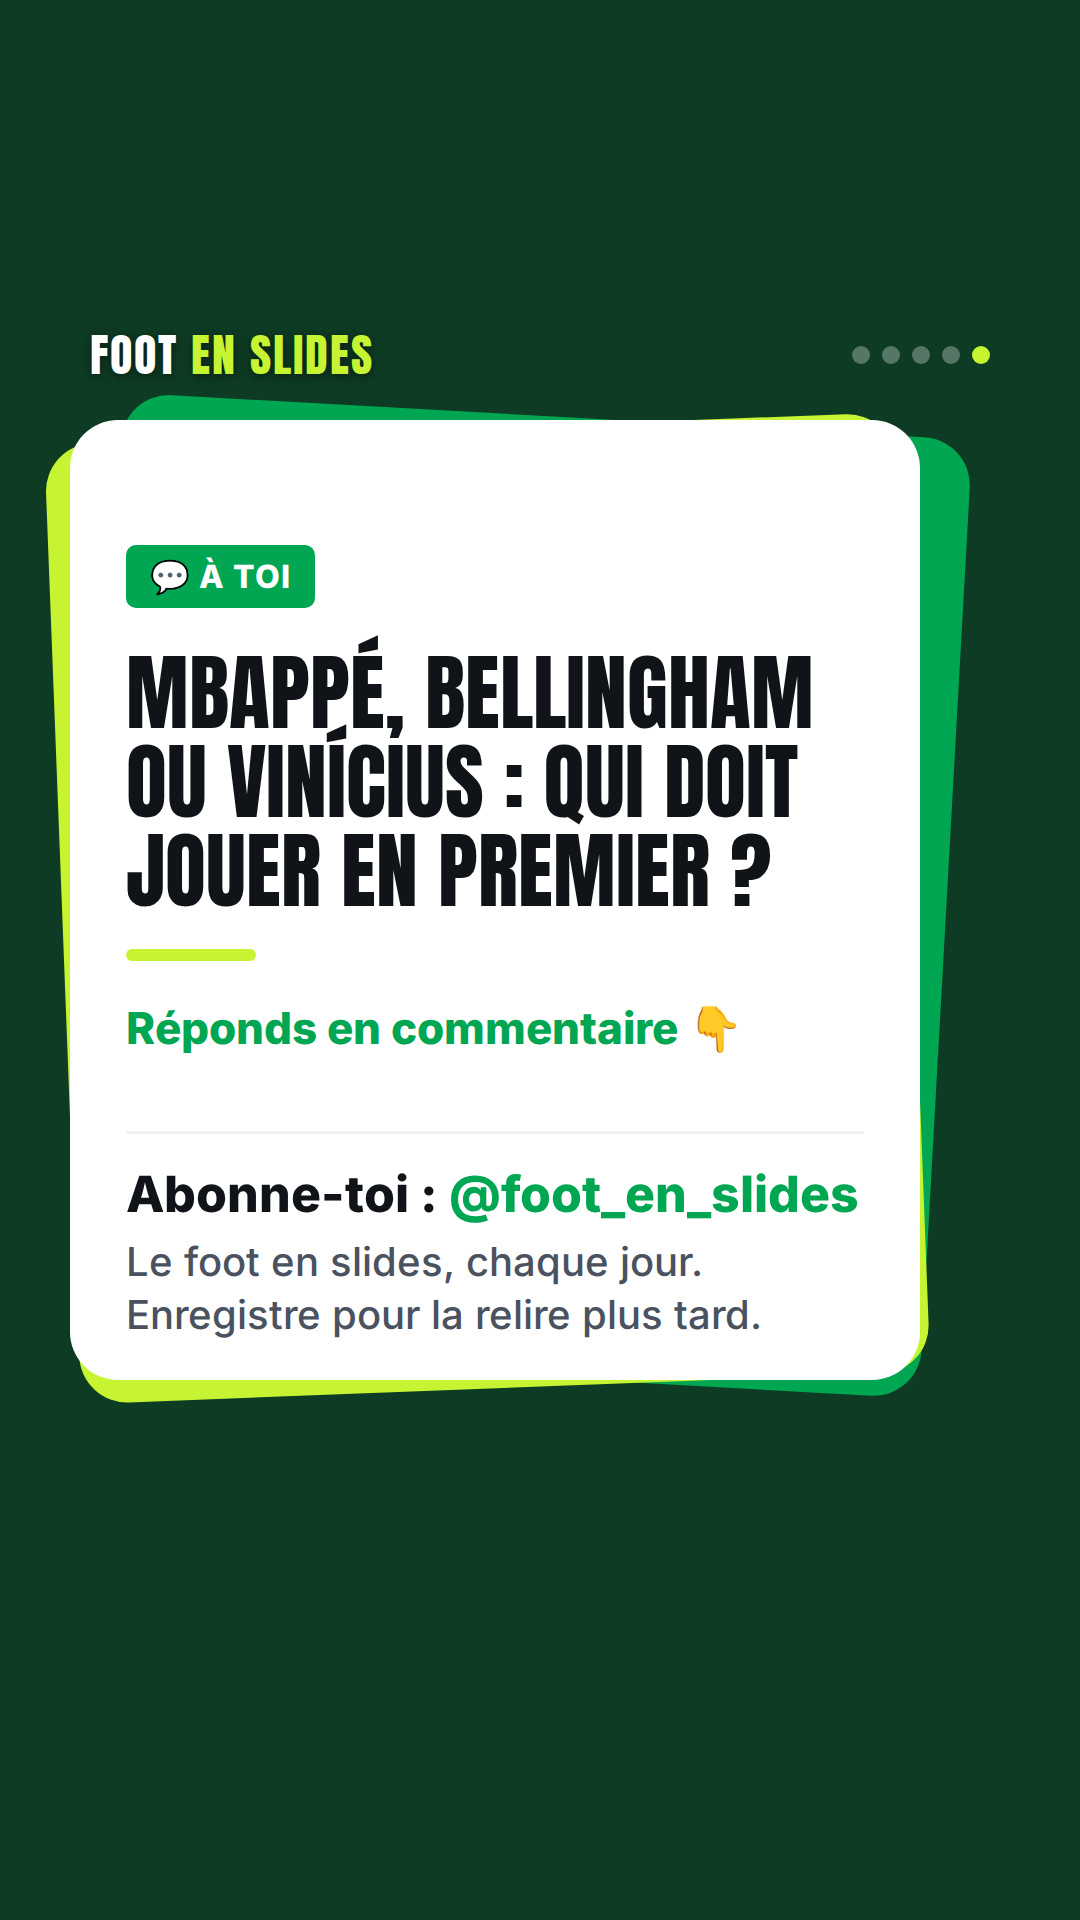 FOOT EN SLIDES
💬 À TOI
MBAPPÉ, BELLINGHAM
OU VINÍCIUS : QUI DOIT
JOUER EN PREMIER ?
Réponds en commentaire 👇
Abonne-toi : @foot_en_slides
Le foot en slides, chaque jour.
Enregistre pour la relire plus tard.